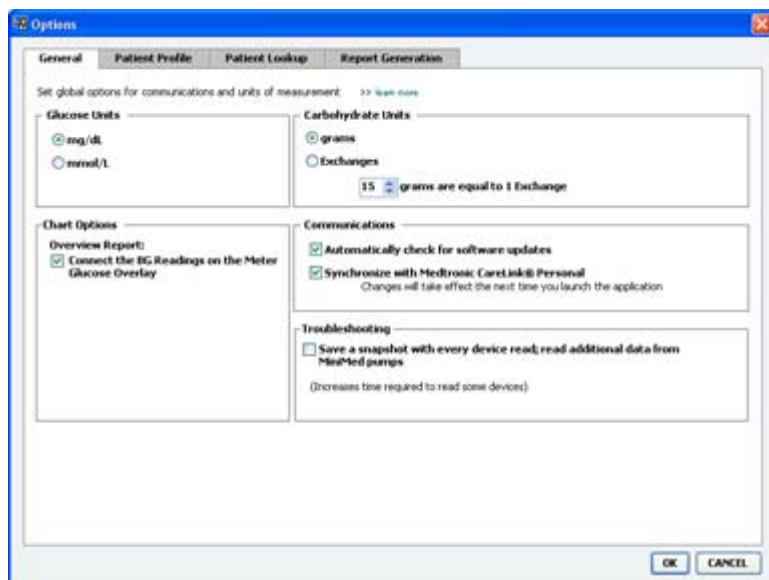 Options
General Patient Profile Patient Lookup Report Generation
Set global options for communications and units of measurement >> learn more
Glucose Units
mg/dL
mmol/L
Carbohydrate Units
grams
Exchanges
15 grams are equal to 1 Exchange
Chart Options
Overview Report:
Connect the BG Readings on the Meter
Glucose Overlay
Communications
Automatically check for software updates
Synchronize with Medtronic CareLink® Personal
Changes will take effect the next time you launch the application
Troubleshooting
Save a snapshot with every device read; read additional data from
MiniMed pumps
(Increases time required to read some devices)
OK CANCEL